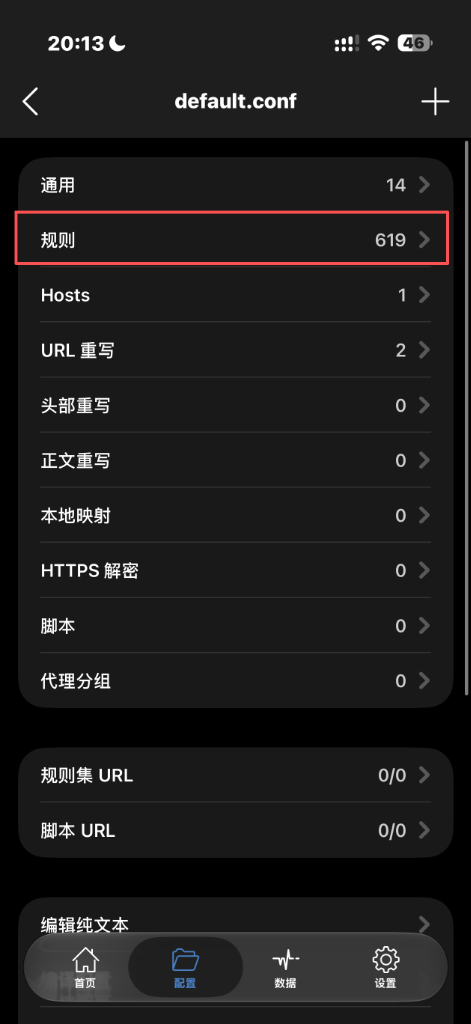 20:13
46
default.conf
通用 14
规则 619
Hosts 1
URL 重写 2
头部重写 0
正文重写 0
本地映射 0
HTTPS 解密 0
脚本 0
代理分组 0
规则集 URL 0/0
脚本 URL 0/0
编辑纯文本
首页 配置 数据 设置